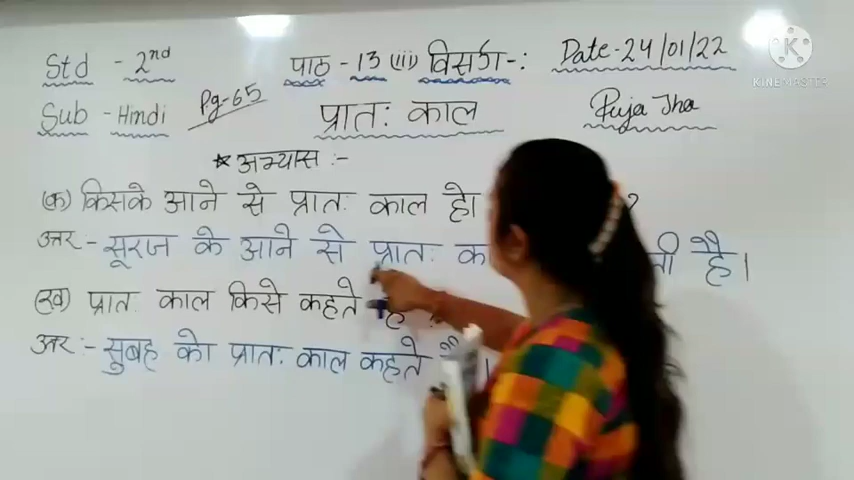 Std - 2nd पाठ - 13 (ii) विसर्ग -: Date - 24/01/22
KINEMASTER
Sub - Hindi Pg-65 प्रातः काल Puja Jha
* अभ्यास :-
(क) किसके आने से प्रातः काल हो ?
उत्तर :- सूरज के आने से प्रातः का ती है।
(ख) प्रातः काल किसे कहते है ?
उत्तर :- सुबह को प्रातः काल कहते है।